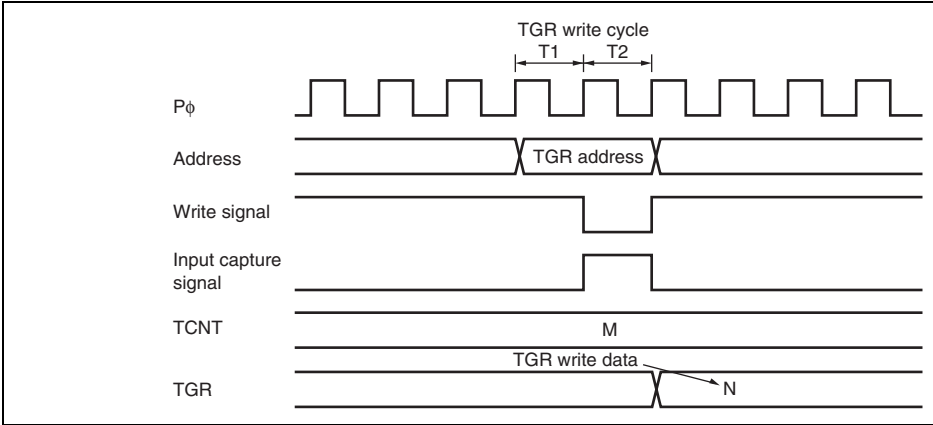 TGR write cycle
T1 T2
Pϕ
Address
TGR address
Write signal
Input capture
signal
TCNT
M
TGR write data
TGR
N